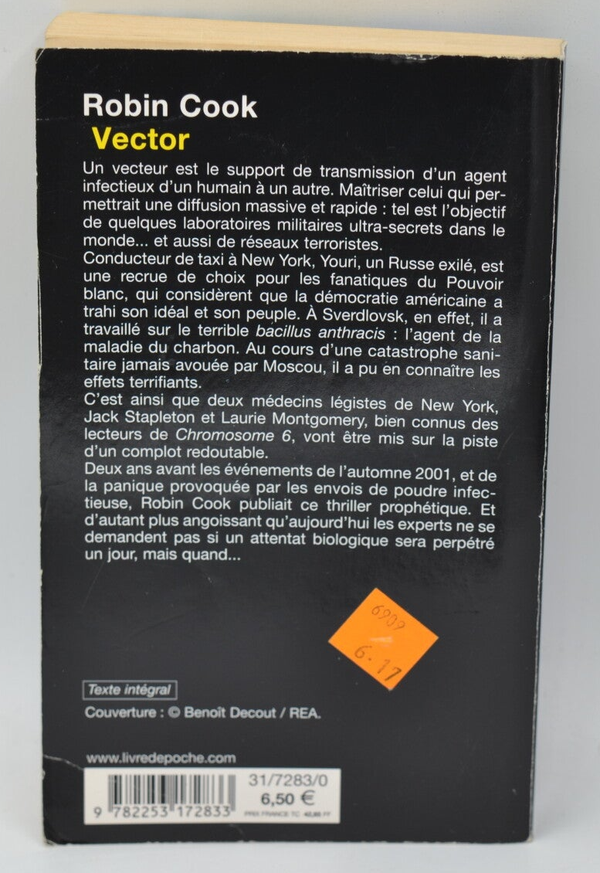 Robin Cook
Vector
Un vecteur est le support de transmission d'un agent
infectieux d'un humain à un autre. Maîtriser celui qui per-
mettrait une diffusion massive et rapide : tel est l'objectif
de quelques laboratoires militaires ultra-secrets dans le
monde... et aussi de réseaux terroristes.
Conducteur de taxi à New York, Youri, un Russe exilé, est
une recrue de choix pour les fanatiques du Pouvoir
blanc, qui considèrent que la démocratie américaine a
trahi son idéal et son peuple. À Sverdlovsk, en effet, il a
travaillé sur le terrible bacillus anthracis : l'agent de la
maladie du charbon. Au cours d'une catastrophe sani-
taire jamais avouée par Moscou, il a pu en connaître les
effets terrifiants.
C'est ainsi que deux médecins légistes de New York,
Jack Stapleton et Laurie Montgomery, bien connus des
lecteurs de Chromosome 6, vont être mis sur la piste
d'un complot redoutable.
Deux ans avant les événements de l'automne 2001, et de
la panique provoquée par les envois de poudre infec-
tieuse, Robin Cook publiait ce thriller prophétique. Et
d'autant plus angoissant qu'aujourd'hui les experts ne se
demandent pas si un attentat biologique sera perpétré
un jour, mais quand...
6909
6.17
Texte intégral
Couverture : © Benoît Decout / REA.
www.livredepoche.com
31/7283/0
6,50 €
PRIX FRANCE TC
9 782253 172833